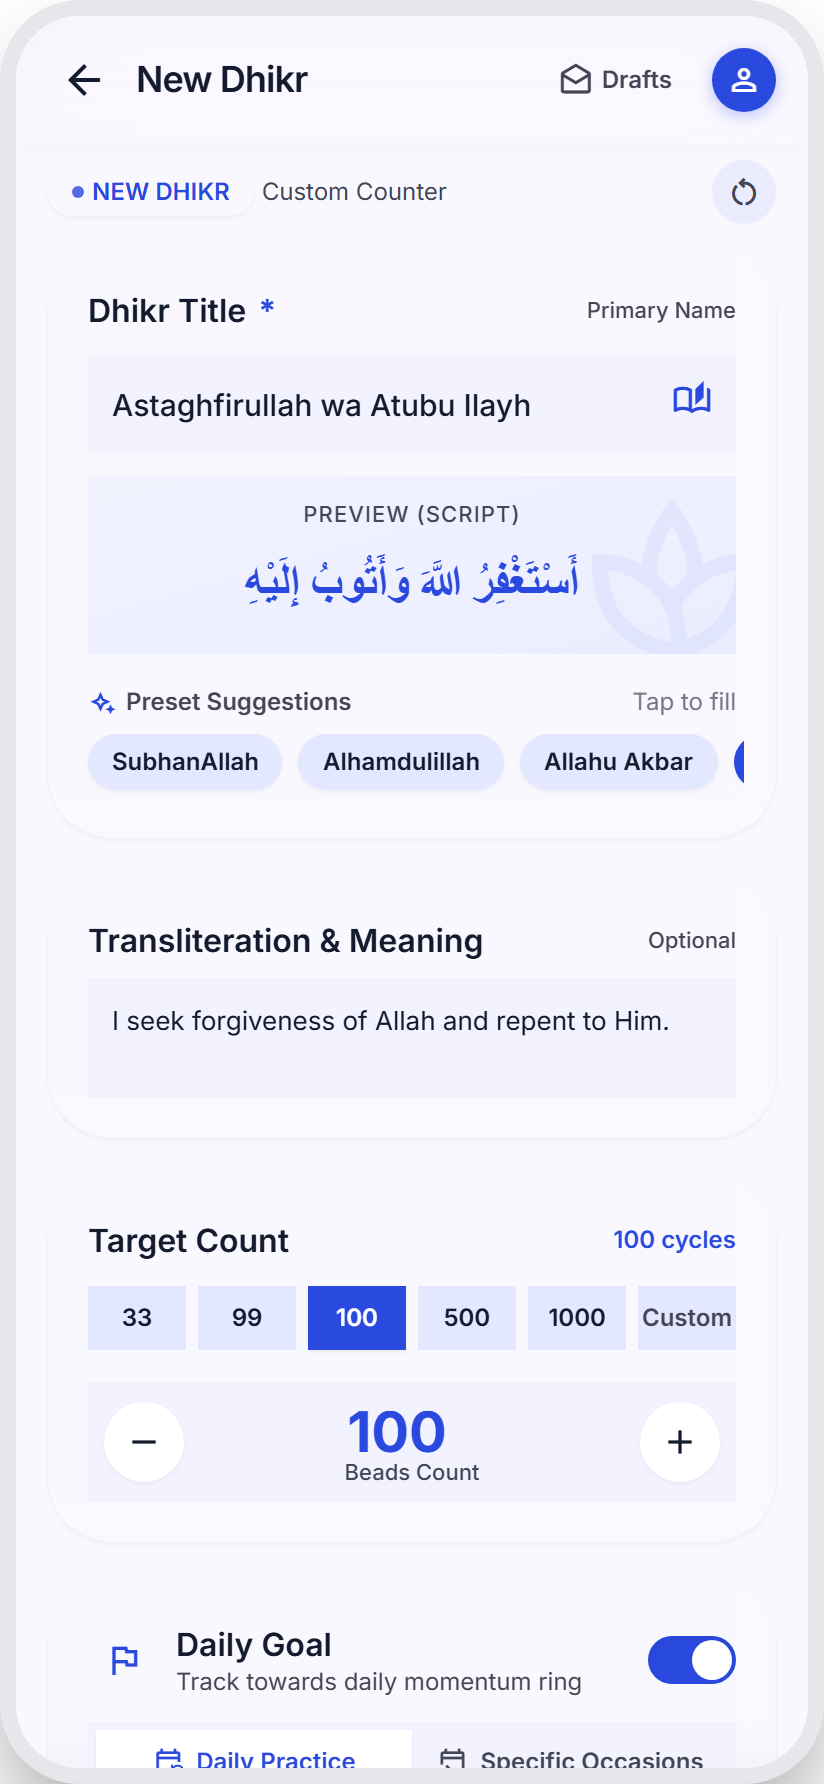 New Dhikr
Drafts
NEW DHIKR
Custom Counter
Dhikr Title *
Primary Name
Astaghfirullah wa Atubu Ilayh
PREVIEW (SCRIPT)
أَسْتَغْفِرُ اللَّهَ وَأَتُوبُ إِلَيْهِ
Preset Suggestions
Tap to fill
SubhanAllah
Alhamdulillah
Allahu Akbar
Transliteration & Meaning
Optional
I seek forgiveness of Allah and repent to Him.
Target Count
100 cycles
33
99
100
500
1000
Custom
100
Beads Count
Daily Goal
Track towards daily momentum ring
Daily Practice
Specific Occasions